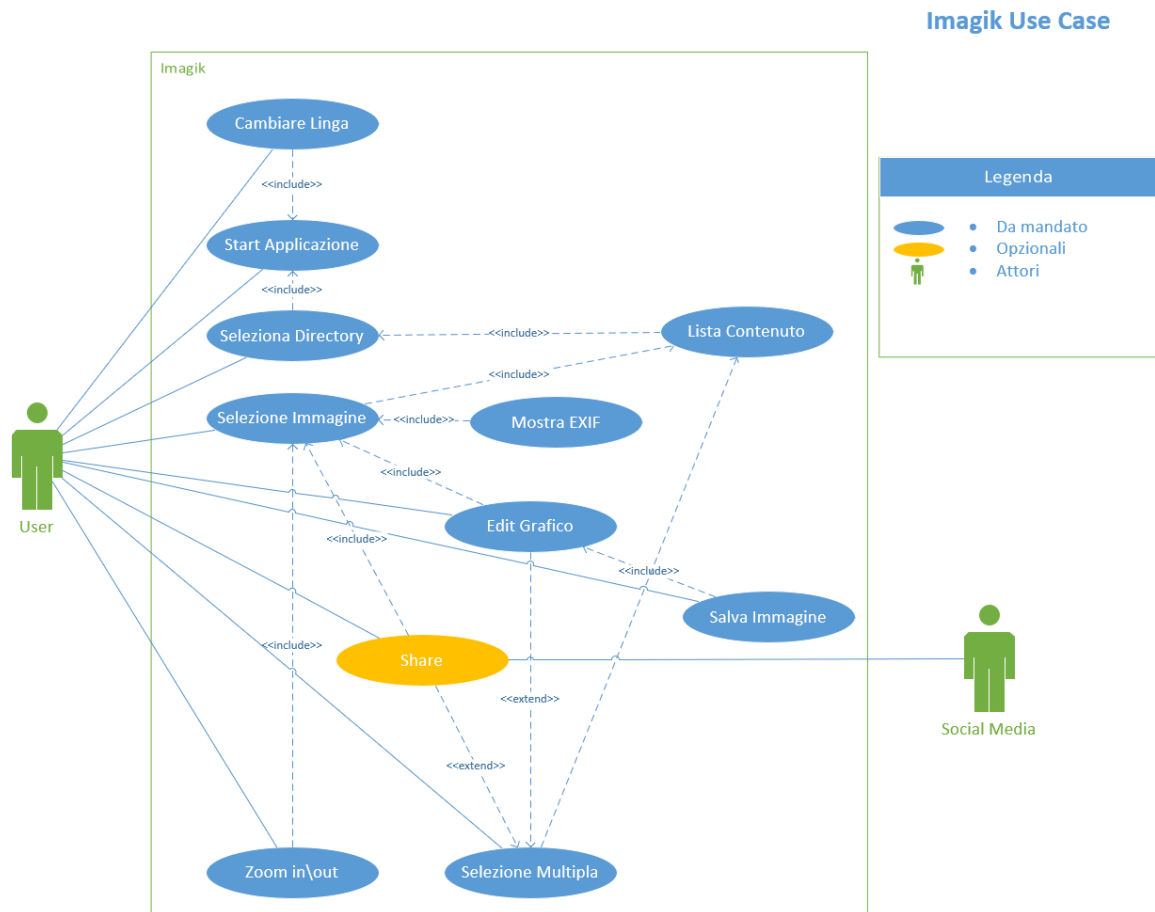 Imagik Use Case
Imagik
Cambiare Linga
<<include>>
Start Applicazione
<<include>>
Seleziona Directory
<<include>>
Lista Contenuto
<<include>>
Selezione Immagine
<<include>>
Mostra EXIF
<<include>>
Edit Grafico
<<include>>
<<include>>
Salva Immagine
<<include>>
Share
<<extend>>
<<extend>>
Zoom in\out
Selezione Multipla
User
Social Media
Legenda
• Da mandato
• Opzionali
• Attori